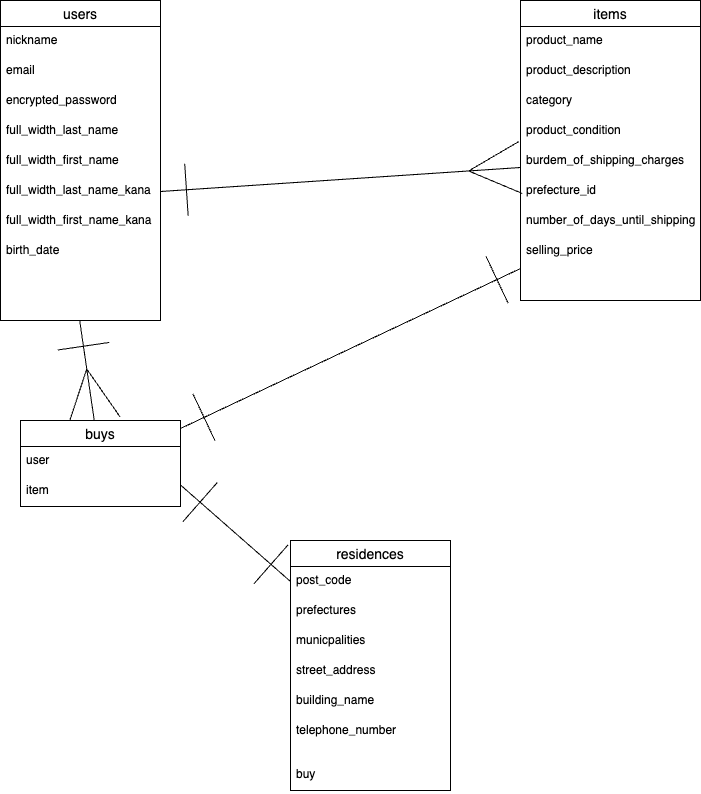 users
nickname
email
encrypted_password
full_width_last_name
full_width_first_name
full_width_last_name_kana
full_width_first_name_kana
birth_date
items
product_name
product_description
category
product_condition
burdem_of_shipping_charges
prefecture_id
number_of_days_until_shipping
selling_price
buys
user
item
residences
post_code
prefectures
municpalities
street_address
building_name
telephone_number
buy